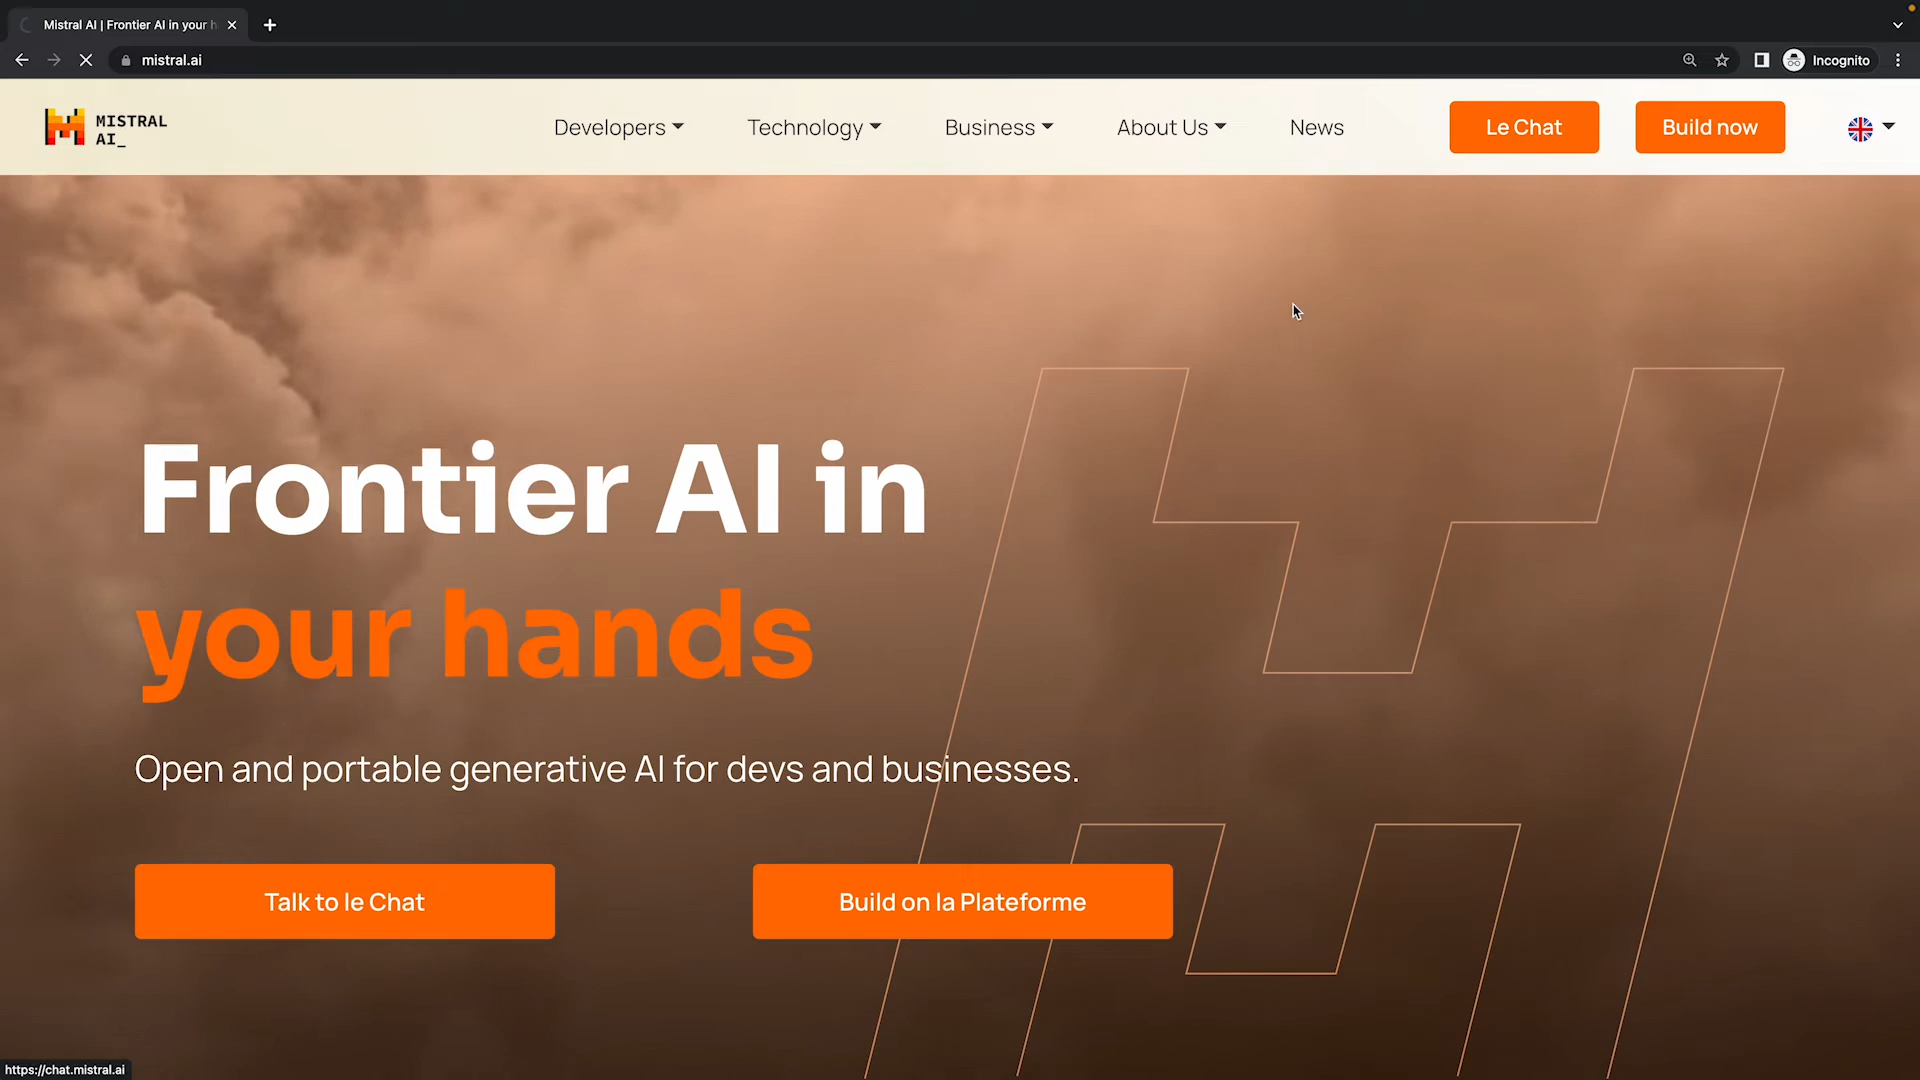 Mistral AI | Frontier AI in your h
mistral.ai
Incognito
MISTRAL
AI_
Developers
Technology
Business
About Us
News
Le Chat
Build now
Frontier AI in
your hands
Open and portable generative AI for devs and businesses.
Talk to le Chat
Build on la Plateforme
https://chat.mistral.ai